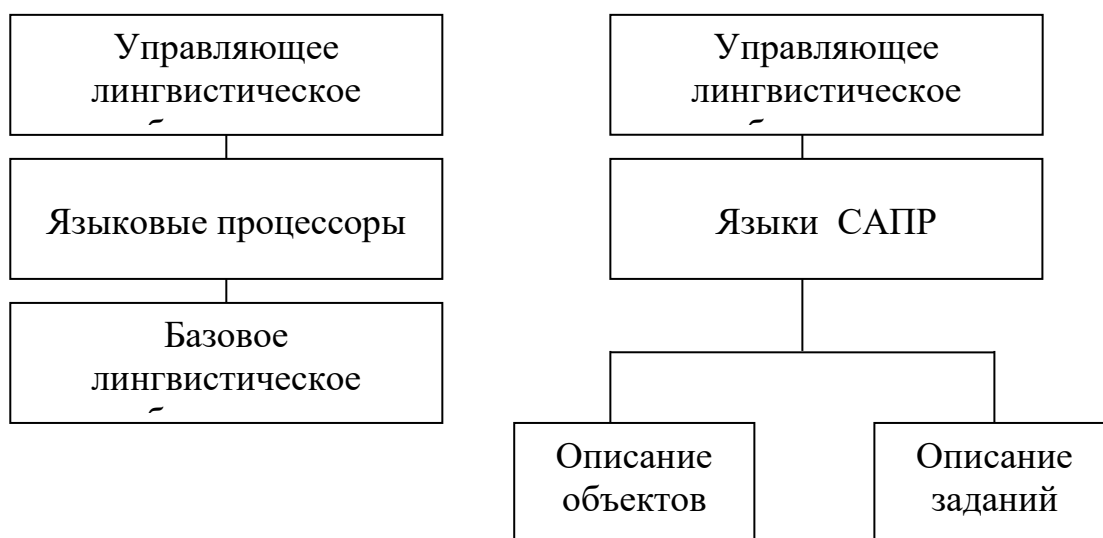 Управляющее
лингвистическое
Языковые процессоры
Базовое
лингвистическое
Управляющее
лингвистическое
Языки САПР
Описание
объектов
Описание
заданий